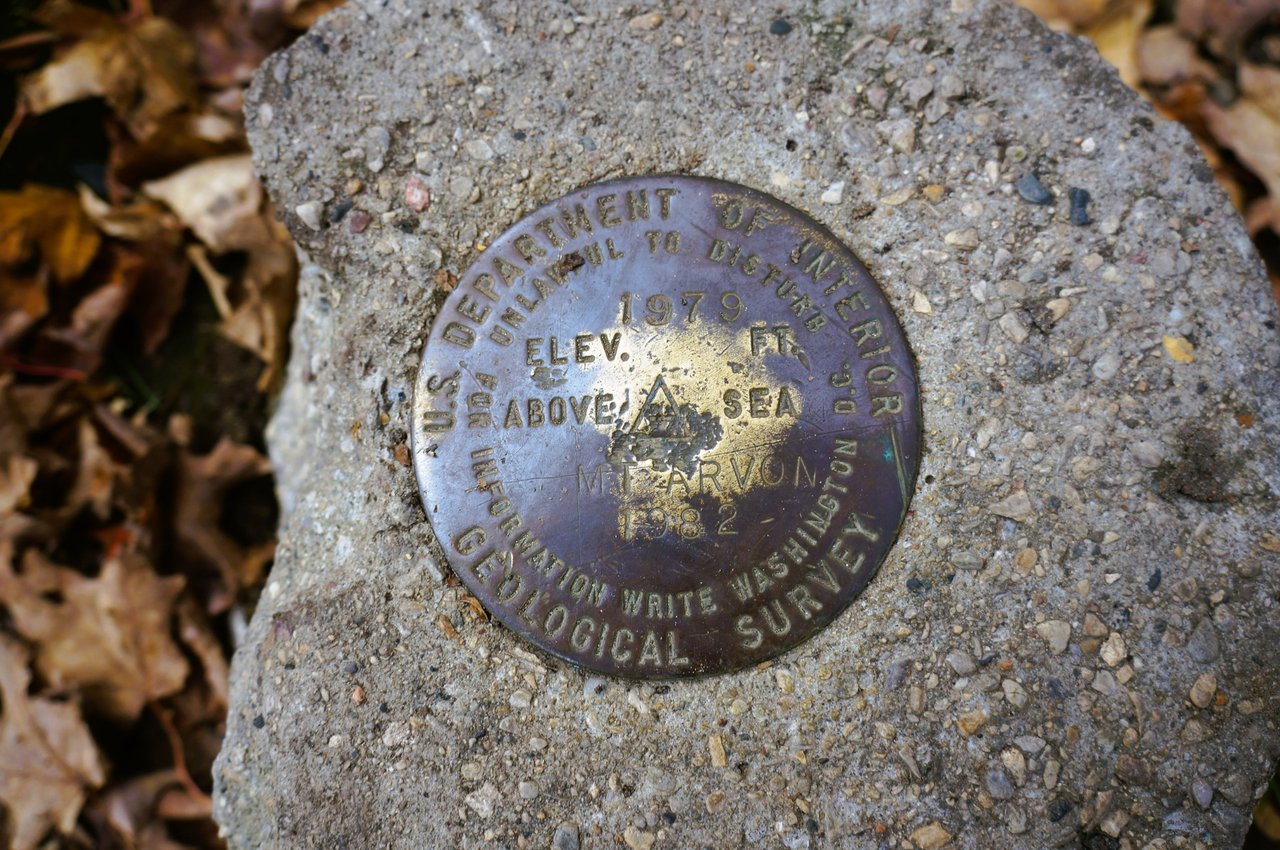 U.S. DEPARTMENT OF INTERIOR
UNLAWFUL TO DISTURB
1979
ELEV. FT.
ABOVE SEA
MT ARVON
1982
FOR INFORMATION WRITE WASHINGTON D.C.
GEOLOGICAL SURVEY